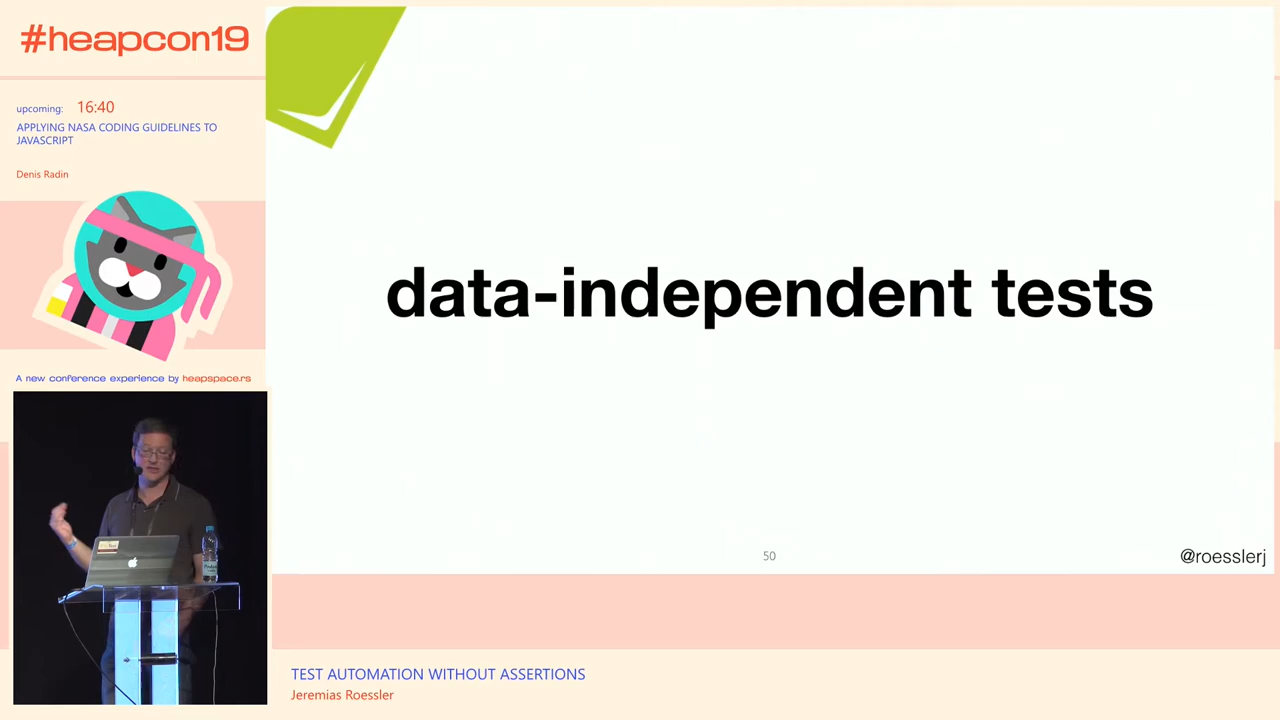 #heapcon19
upcoming: 16:40
APPLYING NASA CODING GUIDELINES TO
JAVASCRIPT
Denis Radin
A new conference experience by heapspace.rs
data-independent tests
50
@roesslerj
TEST AUTOMATION WITHOUT ASSERTIONS
Jeremias Roessler